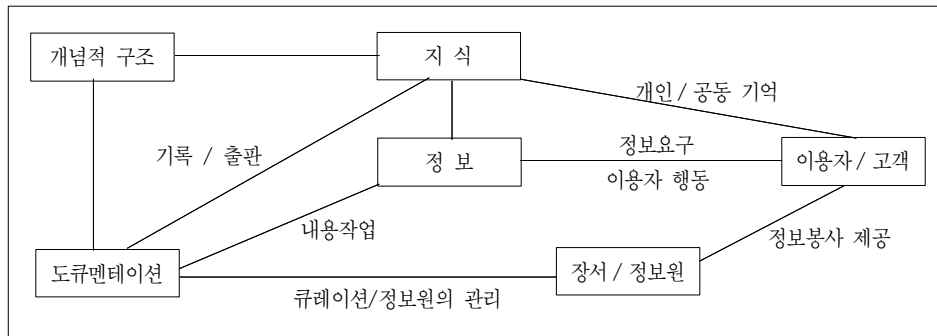 개념적 구조
지 식
개인 / 공동 기억
기록 / 출판
정 보
정보요구
이용자 행동
이용자 / 고객
내용작업
정보봉사 제공
도큐멘테이션
장서 / 정보원
큐레이션/정보원의 관리